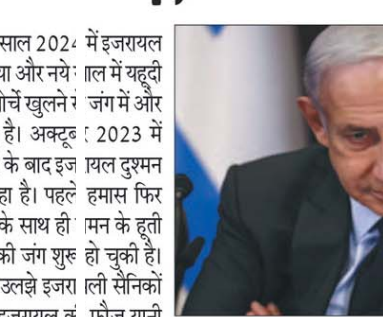 साल 2024 में इजरायल
या और नये साल में यहूदी
मोर्चे खुलने से जंग में और
है। अक्टूबर 2023 में
के बाद इजरायल दुश्मन
हा है। पहले हमास फिर
के साथ ही यमन के हूती
की जंग शुरू हो चुकी है।
उलझे इजरायली सैनिकों
इजरायल की फौज यानी